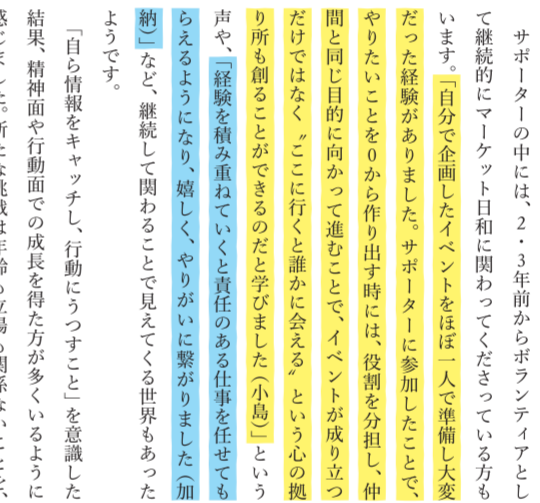 サポーターの中には、2・3年前からボランティアとし
て継続的にマーケット日和に関わってくださっている方も
います。「自分で企画したイベントをほぼ一人で準備し大変
だった経験がありました。サポーターに参加したことで、
やりたいことを0から作り出す時には、役割を分担し、仲
間と同じ目的に向かって進むことで、イベントが成り立つ
だけではなく〝ここに行くと誰かに会える〟という心の拠
り所も創ることができるのだと学びました(小島)」という
声や、「経験を積み重ねていくと責任のある仕事を任せても
らえるようになり、嬉しく、やりがいに繋がりました(加
納)」など、継続して関わることで見えてくる世界もあった
ようです。
「自ら情報をキャッチし、行動にうつすこと」を意識した
結果、精神面や行動面での成長を得た方が多くいるように